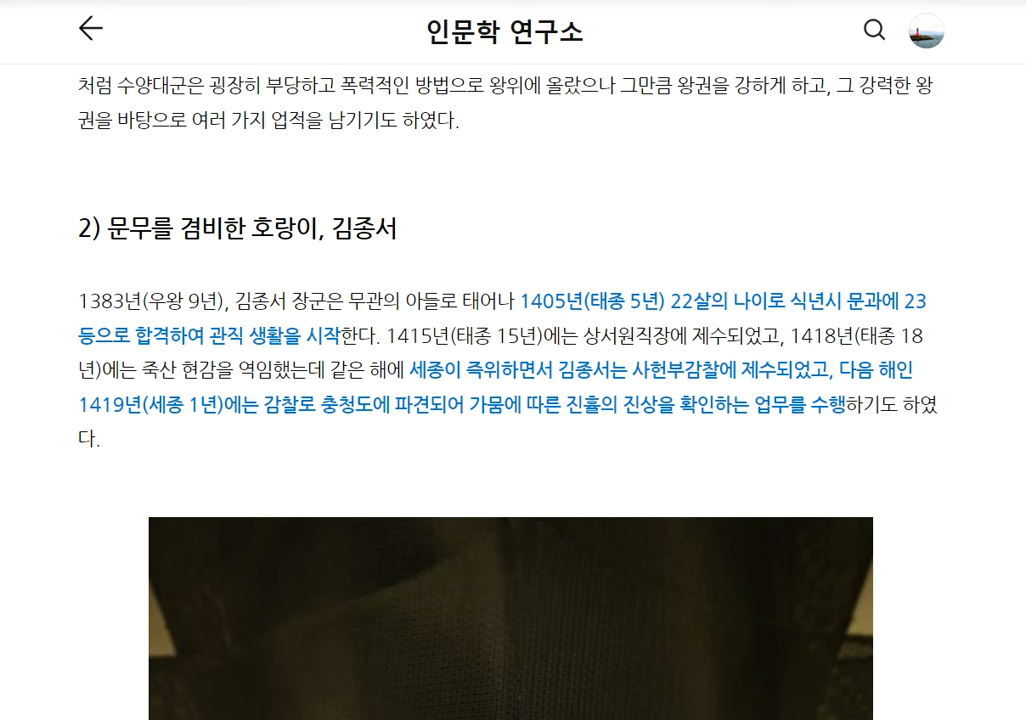 인문학 연구소
처럼 수양대군은 굉장히 부당하고 폭력적인 방법으로 왕위에 올랐으나 그만큼 왕권을 강하게 하고, 그 강력한 왕
권을 바탕으로 여러 가지 업적을 남기기도 하였다.
2) 문무를 겸비한 호랑이, 김종서
1383년(우왕 9년), 김종서 장군은 무관의 아들로 태어나 1405년(태종 5년) 22살의 나이로 식년시 문과에 23
등으로 합격하여 관직 생활을 시작한다. 1415년(태종 15년)에는 상서원직장에 제수되었고, 1418년(태종 18
년)에는 죽산 현감을 역임했는데 같은 해에 세종이 즉위하면서 김종서는 사헌부감찰에 제수되었고, 다음 해인
1419년(세종 1년)에는 감찰로 충청도에 파견되어 가뭄에 따른 진휼의 진상을 확인하는 업무를 수행하기도 하였
다.